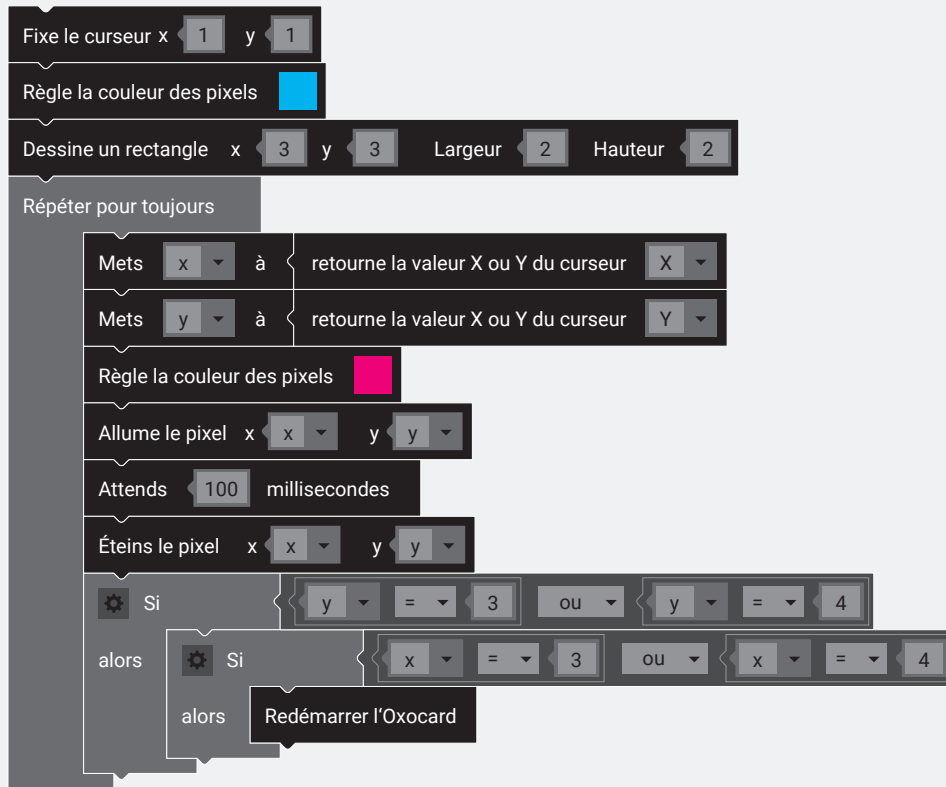 Fixe le curseur x 1 y 1
Règle la couleur des pixels
Dessine un rectangle x 3 y 3 Largeur 2 Hauteur 2
Répéter pour toujours
Mets x à retourne la valeur X ou Y du curseur X
Mets y à retourne la valeur X ou Y du curseur Y
Règle la couleur des pixels
Allume le pixel x x y y
Attends 100 millisecondes
Éteins le pixel x x y y
Si y = 3 ou y = 4
alors Si x = 3 ou x = 4
alors Redémarrer l‘Oxocard